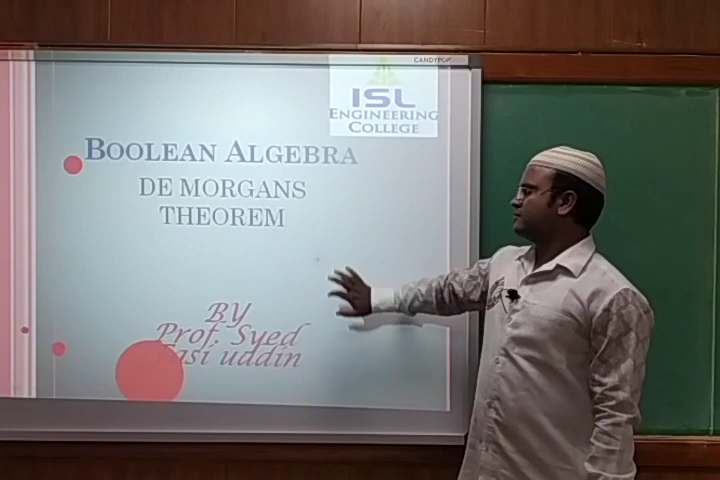 CANDYPOP
ISL
ENGINEERING
COLLEGE
BOOLEAN ALGEBRA
DE MORGANS
THEOREM
BY
Prof. Syed
uddin